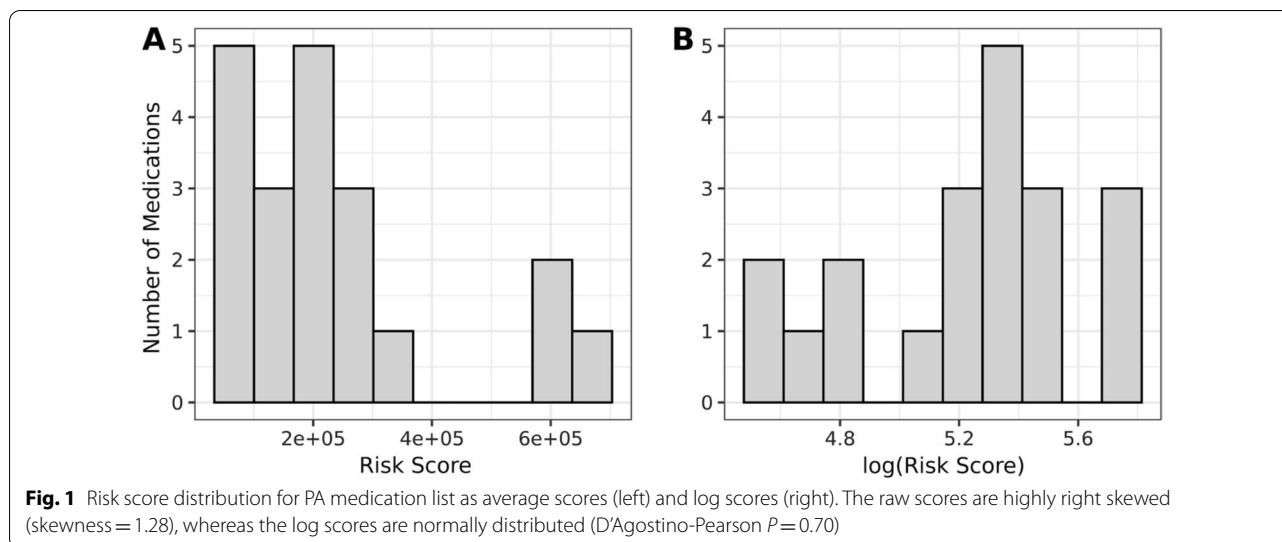 A
B
Number of Medications
5
4
3
2
1
0
5
4
3
2
1
0
2e+05 4e+05 6e+05
4.8 5.2 5.6
Risk Score
log(Risk Score)
Fig. 1 Risk score distribution for PA medication list as average scores (left) and log scores (right). The raw scores are highly right skewed
(skewness = 1.28), whereas the log scores are normally distributed (D'Agostino-Pearson P = 0.70)